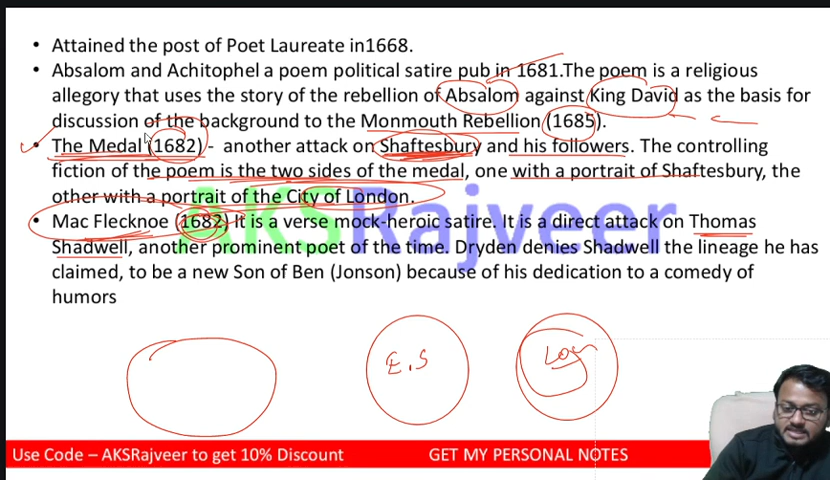 • Attained the post of Poet Laureate in1668.
• Absalom and Achitophel a poem political satire pub in 1681.The poem is a religious
allegory that uses the story of the rebellion of Absalom against King David as the basis for
discussion of the background to the Monmouth Rebellion (1685).
• The Medal (1682) - another attack on Shaftesbury and his followers. The controlling
fiction of the poem is the two sides of the medal, one with a portrait of Shaftesbury, the
other with a portrait of the City of London.
• Mac Flecknoe (1682) it is a verse mock-heroic satire. It is a direct attack on Thomas
Shadwell, another prominent poet of the time. Dryden denies Shadwell the lineage he has
claimed, to be a new Son of Ben (Jonson) because of his dedication to a comedy of
humors
AKSRajveer
E.S
Use Code – AKSRajveer to get 10% Discount
GET MY PERSONAL NOTES